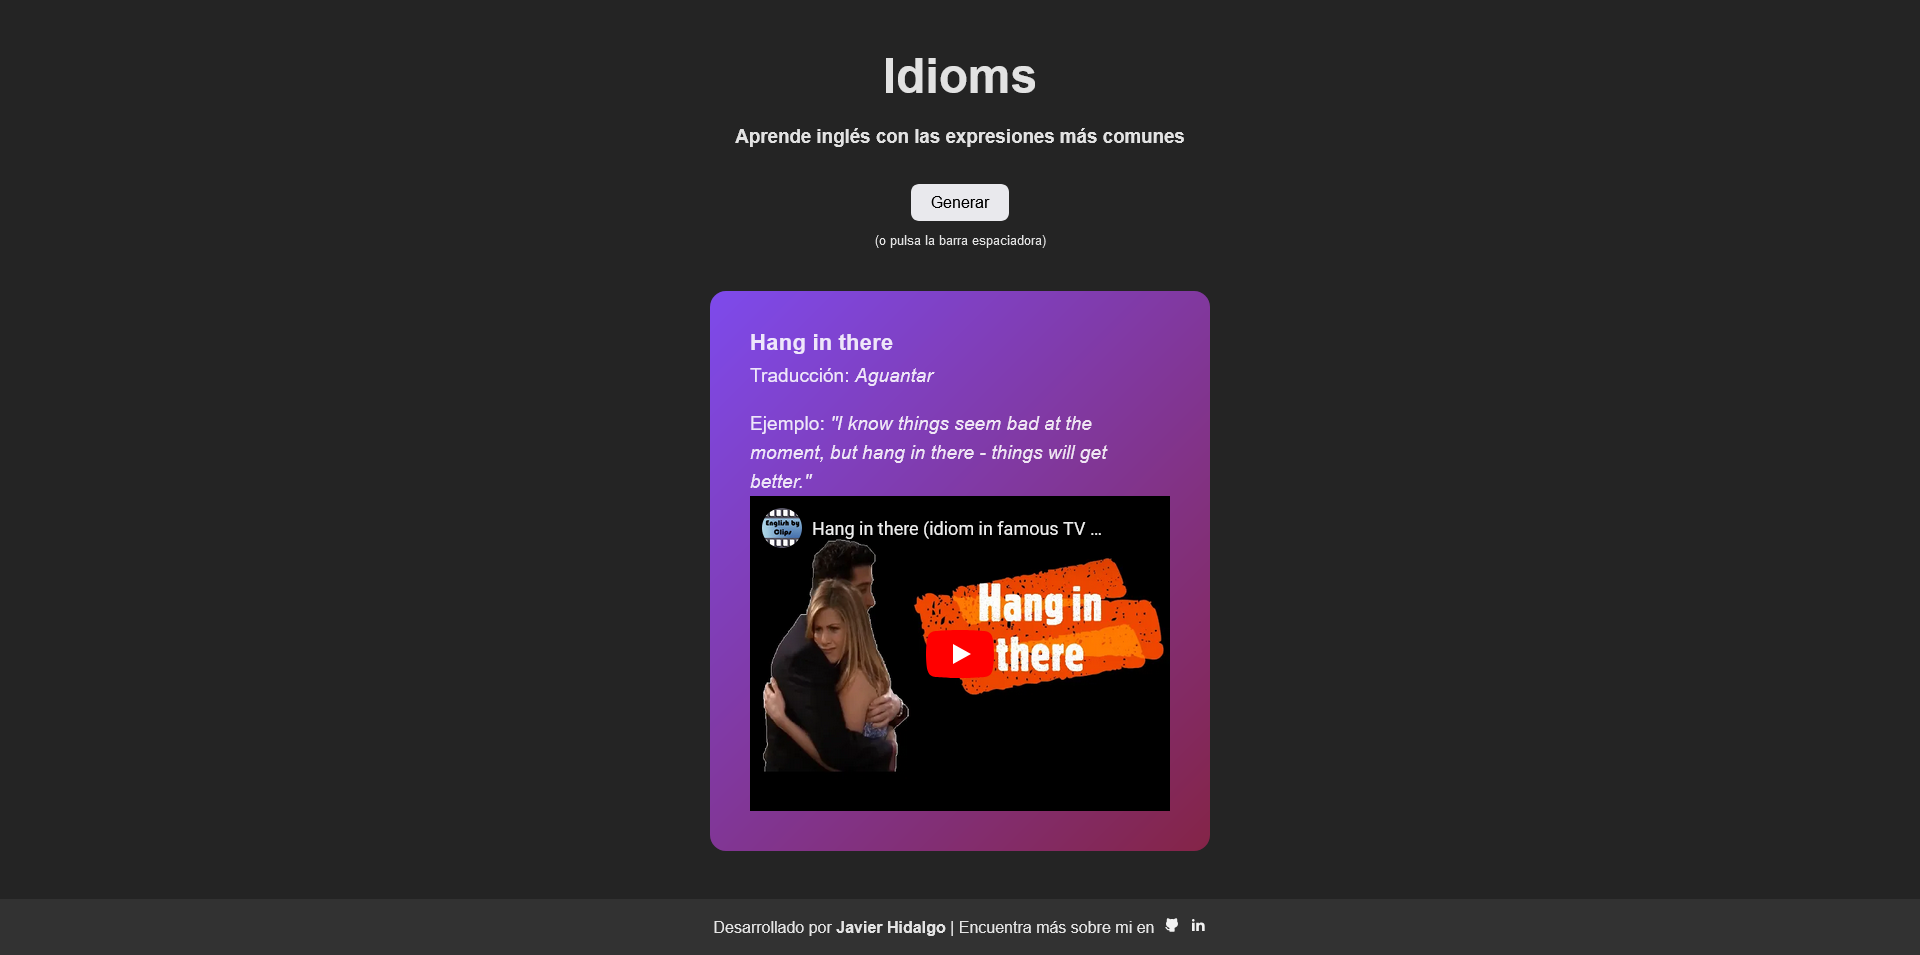 Idioms
Aprende inglés con las expresiones más comunes
Generar
(o pulsa la barra espaciadora)
Hang in there
Traducción: Aguantar
Ejemplo: "I know things seem bad at the
moment, but hang in there - things will get
better."
English by
Clips
Hang in there (idiom in famous TV ...
Hang in
there
Desarrollado por Javier Hidalgo | Encuentra más sobre mi en in